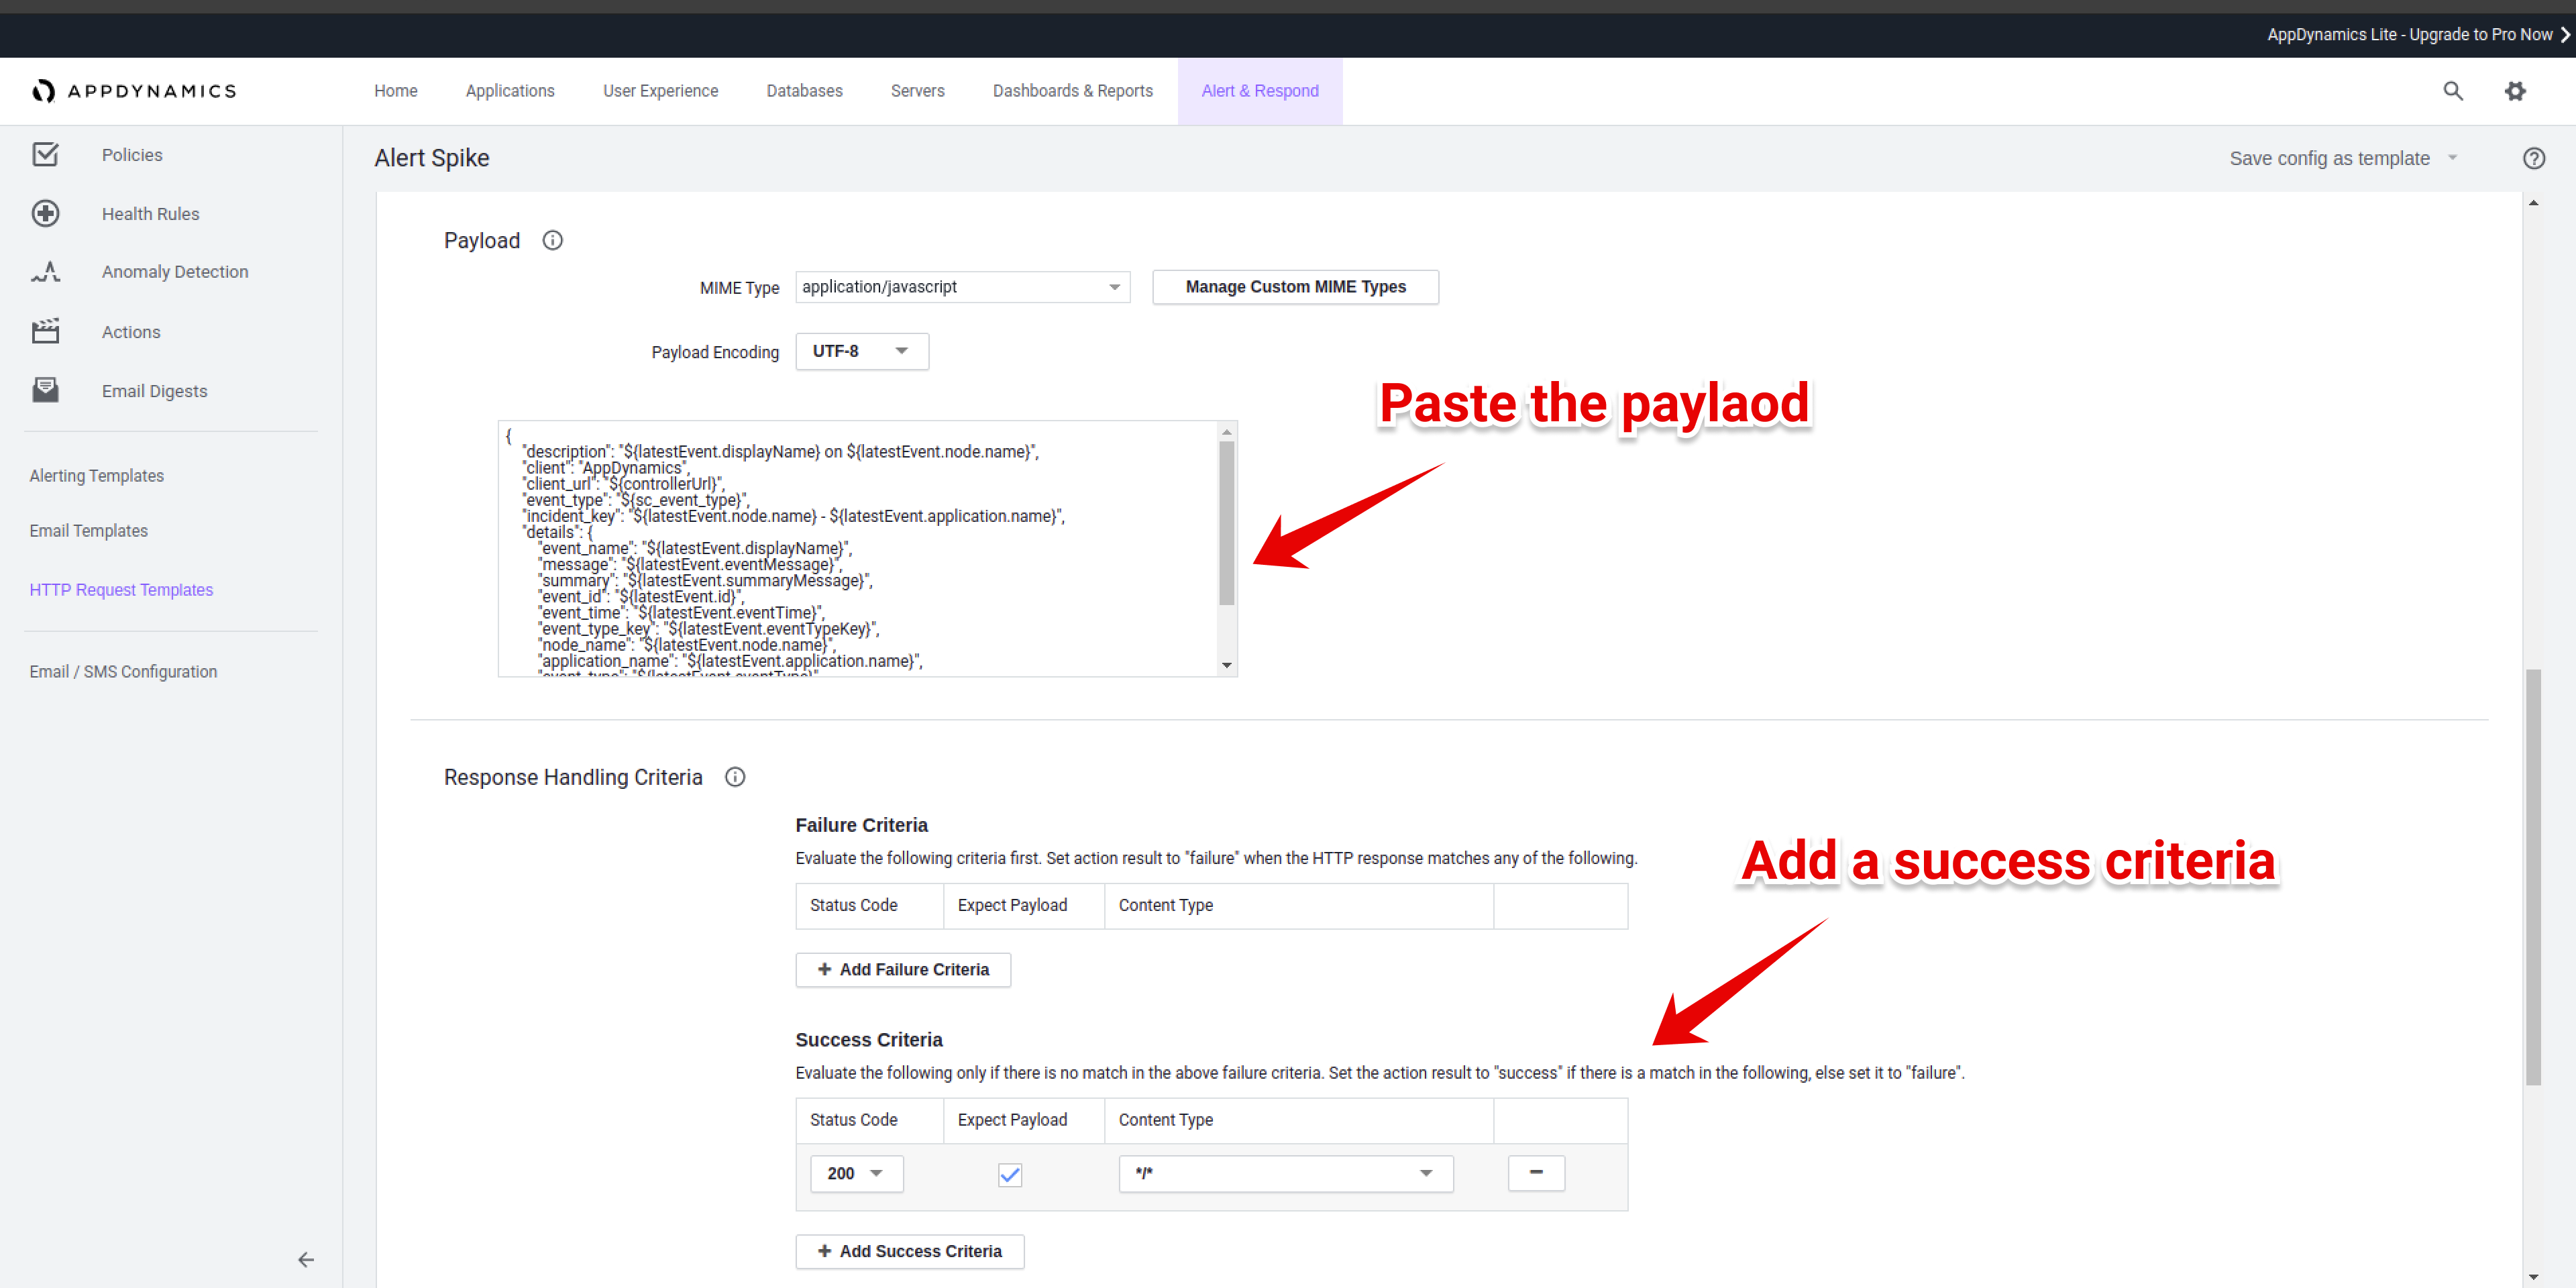 AppDynamics Lite - Upgrade to Pro Now
APPDYNAMICS
Home
Applications
User Experience
Databases
Servers
Dashboards & Reports
Alert & Respond
Policies
Health Rules
Anomaly Detection
Actions
Email Digests
Alerting Templates
Email Templates
HTTP Request Templates
Email / SMS Configuration
Alert Spike
Save config as template
Payload
MIME Type
application/javascript
Manage Custom MIME Types
Payload Encoding
UTF-8
{
"description": "${latestEvent.displayName} on ${latestEvent.node.name}",
"client": "AppDynamics",
"client_url": "${controllerUrl}",
"event_type": "${sc_event_type}",
"incident_key": "${latestEvent.node.name} - ${latestEvent.application.name}",
"details": {
"event_name": "${latestEvent.displayName}",
"message": "${latestEvent.eventMessage}",
"summary": "${latestEvent.summaryMessage}",
"event_id": "${latestEvent.id}",
"event_time": "${latestEvent.eventTime}",
"event_type_key": "${latestEvent.eventTypeKey}",
"node_name": "${latestEvent.node.name}",
"application_name": "${latestEvent.application.name}",
"event_type": "${latestEvent.eventType}"
Paste the paylaod
Response Handling Criteria
Failure Criteria
Evaluate the following criteria first. Set action result to "failure" when the HTTP response matches any of the following.
Status Code
Expect Payload
Content Type
+ Add Failure Criteria
Add a success criteria
Success Criteria
Evaluate the following only if there is no match in the above failure criteria. Set the action result to "success" if there is a match in the following, else set it to "failure".
Status Code
Expect Payload
Content Type
200
*/*
+ Add Success Criteria